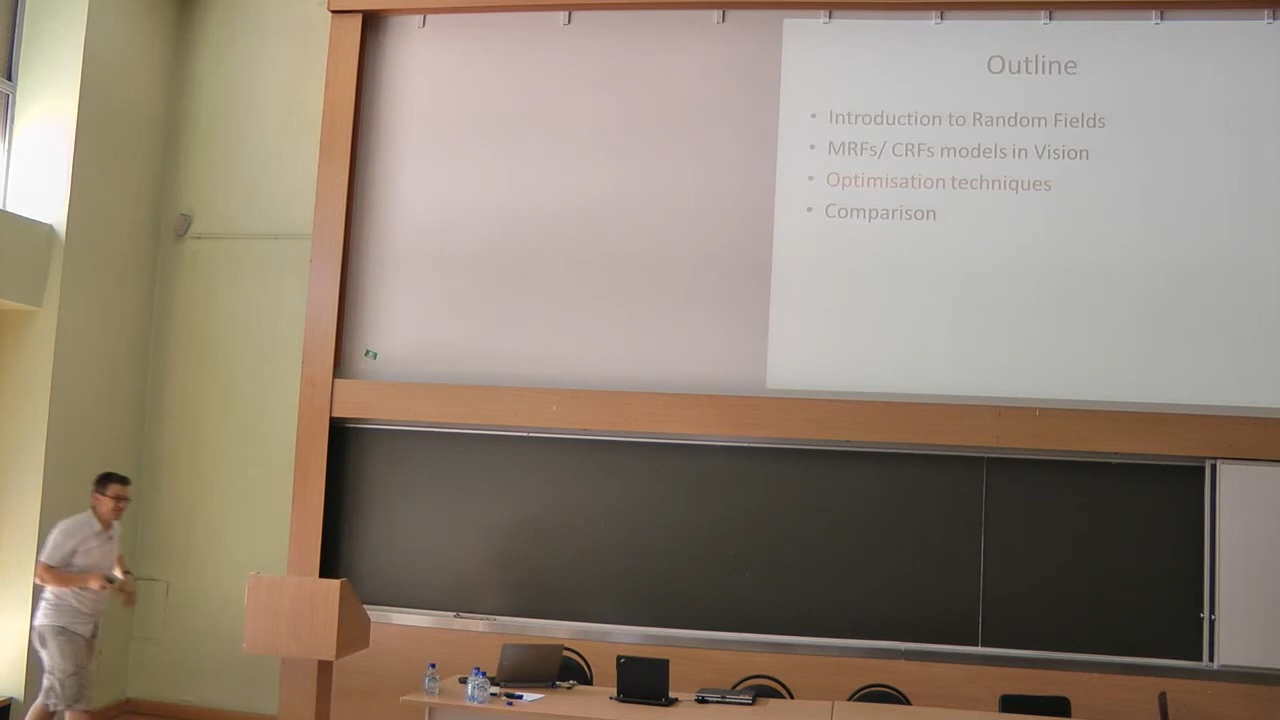 Outline
• Introduction to Random Fields
• MRFs/ CRFs models in Vision
• Optimisation techniques
• Comparison